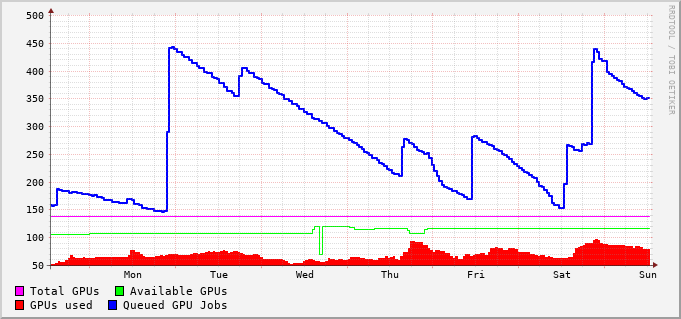 500
450
400
350
300
250
200
150
100
50
Mon Tue Wed Thu Fri Sat Sun
Total GPUs Available GPUs
GPUs used Queued GPU Jobs
RRDTOOL / TOBI OETIKER